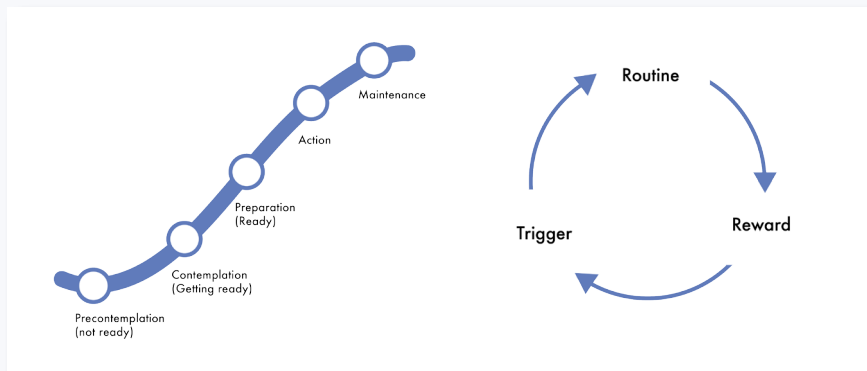 Maintenance
Action
Preparation
(Ready)
Contemplation
(Getting ready)
Precontemplation
(not ready)
Routine
Reward
Trigger